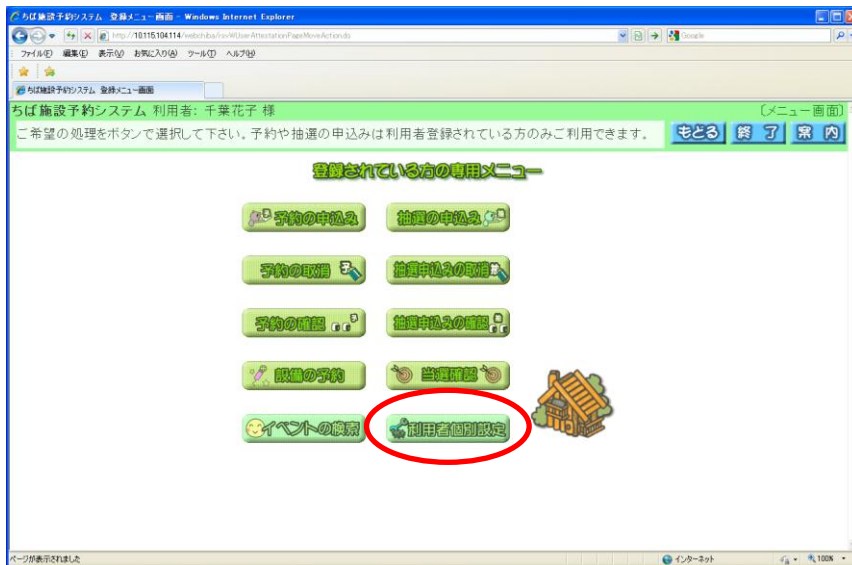 ちば施設予約システム 登録メニュー画面 - Windows Internet Explorer
http://10.115.104.114/webchiba/rsvWUserAttestationPageMoveAction.do
Google
ファイル(F) 編集(E) 表示(V) お気に入り(A) ツール(T) ヘルプ(H)
ちば施設予約システム 登録メニュー画面
ちば施設予約システム 利用者: 千葉花子 様 〔メニュー画面〕
ご希望の処理をボタンで選択して下さい。予約や抽選の申込みは利用者登録されている方のみご利用できます。 もどる 終了 案内
登録されている方の専用メニュー
予約の申込み 抽選の申込み
予約の取消 抽選申込みの取消
予約の確認 抽選申込みの確認
設備の予約 当選確認
イベントの検索 利用者個別設定
ページが表示されました インターネット 100%